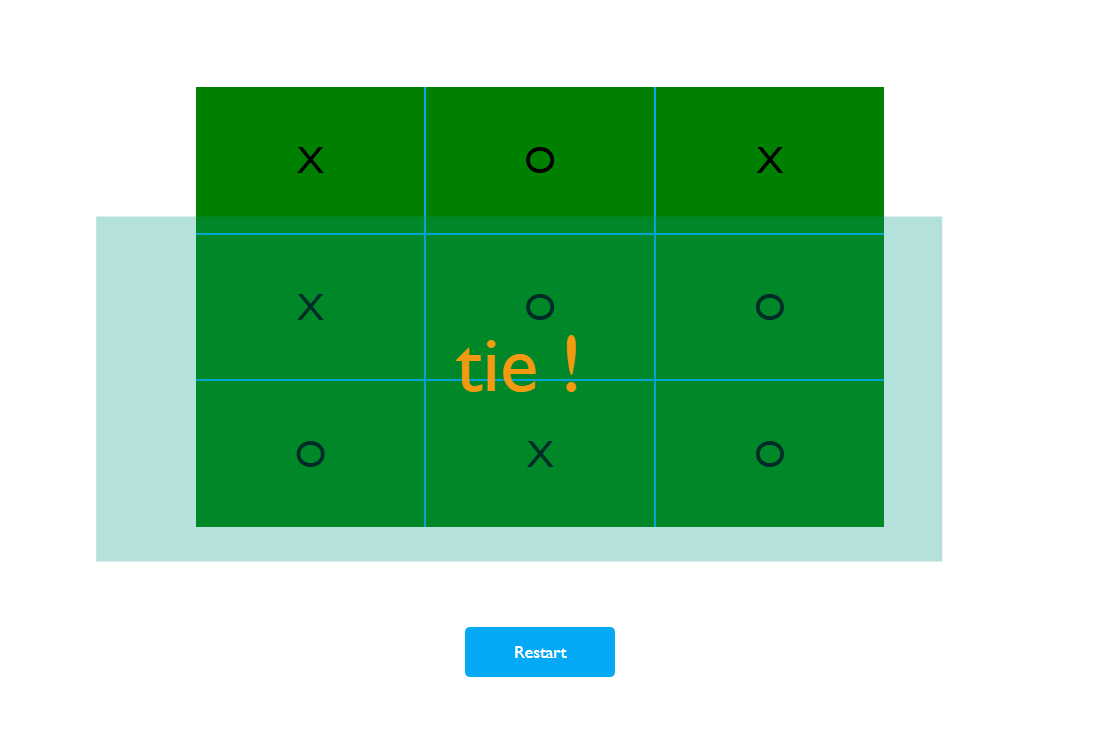 X O X
X O O
tie !
O X O
Restart